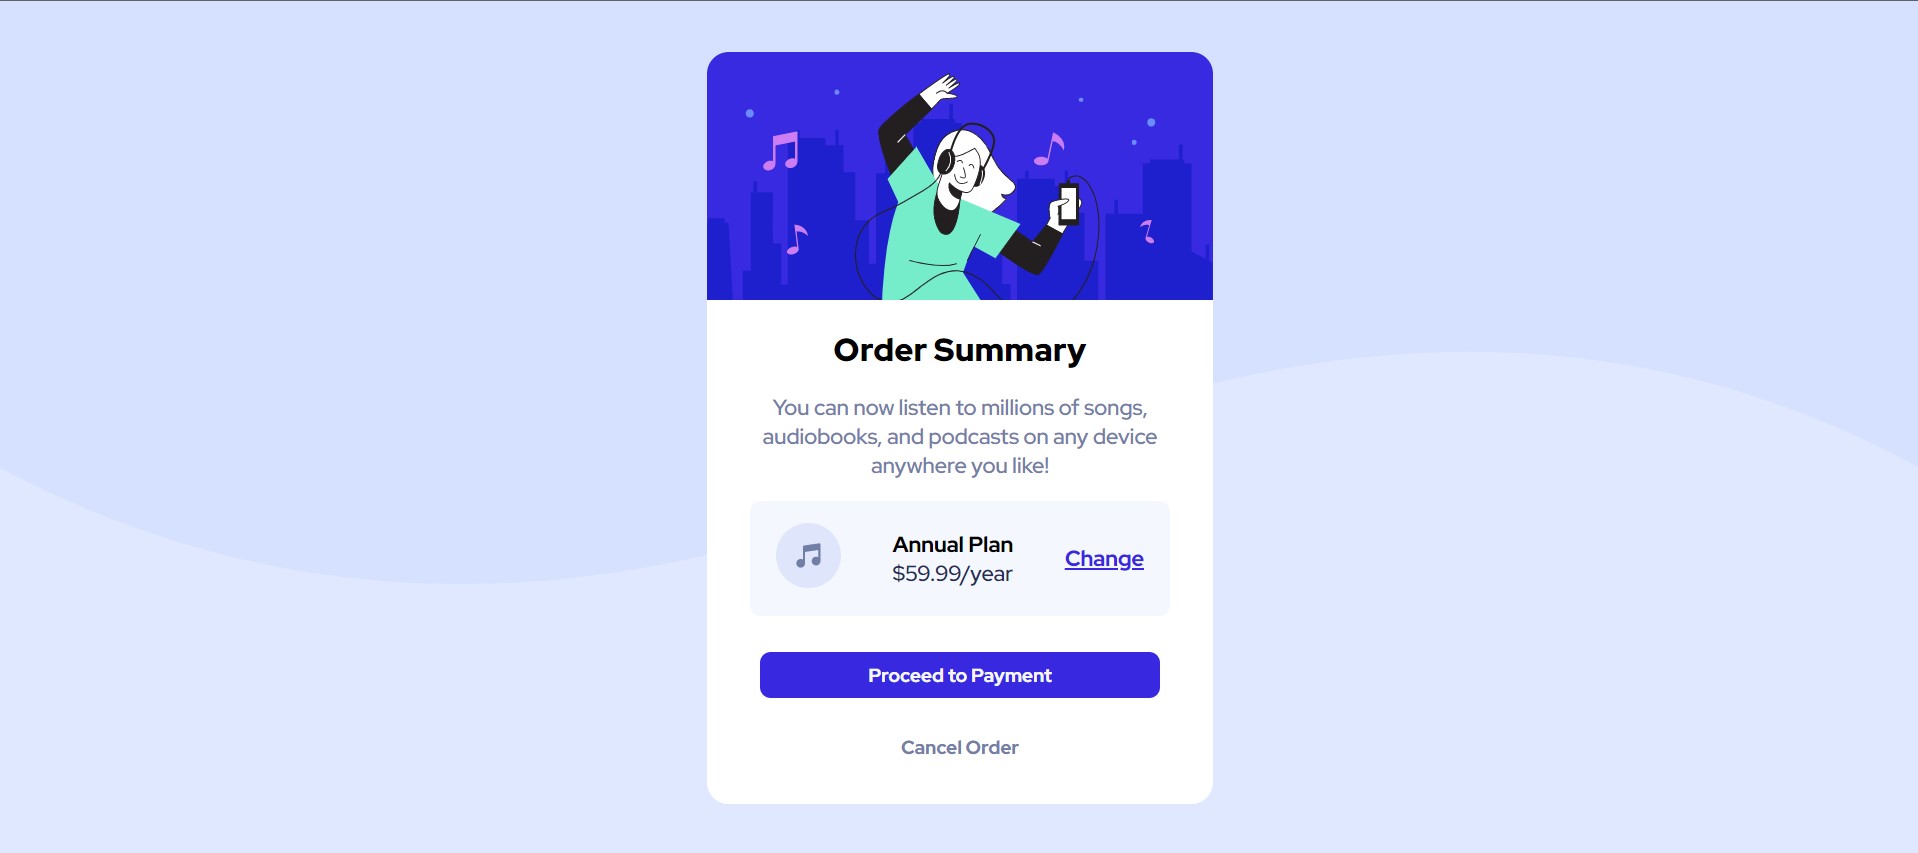 Order Summary
You can now listen to millions of songs,
audiobooks, and podcasts on any device
anywhere you like!
Annual Plan
$59.99/year
Change
Proceed to Payment
Cancel Order